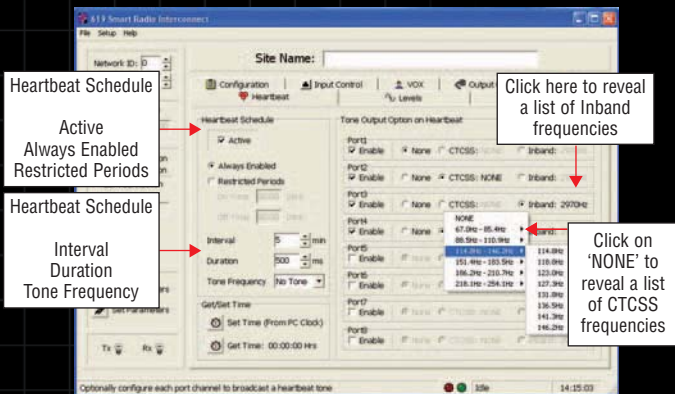 619 Smart Radio Interconnect
File Setup Help
Network ID: 0
Site Name:
Configuration
Input Control
VOX
Output
Heartbeat
Levels
Heartbeat Schedule
Active
Always Enabled
Restricted Periods
Heartbeat Schedule
Interval
Duration
Tone Frequency
Click here to reveal
a list of Inband
frequencies
Click on
'NONE' to
reveal a list
of CTCSS
frequencies
Heartbeat Schedule
Active
Always Enabled
Restricted Periods
Interval 5 min
Duration 500 ms
Tone Frequency No Tone
Get/Set Time
Set Time (From PC Clock)
Get Time: 00:00:00 Hrs
Set Parameters
Tx Rx
Tone Output Option on Heartbeat
Port1
Enable None CTCSS: Inband:
Port2
Enable None CTCSS: NONE Inband:
Port3
Enable None CTCSS: Inband: 2970Hz
Port4
Enable None Inband:
Port5
Enable
Port6
Enable
Port7
Enable
Port8
Enable
NONE
67.0Hz - 85.4Hz
88.5Hz - 110.9Hz
114.8Hz - 146.2Hz
151.4Hz - 183.5Hz
186.2Hz - 210.7Hz
218.1Hz - 254.1Hz
114.8Hz
118.8Hz
123.0Hz
127.3Hz
131.8Hz
136.5Hz
141.3Hz
146.2Hz
Optionally configure each port channel to broadcast a heartbeat tone
Idle
14:15:03